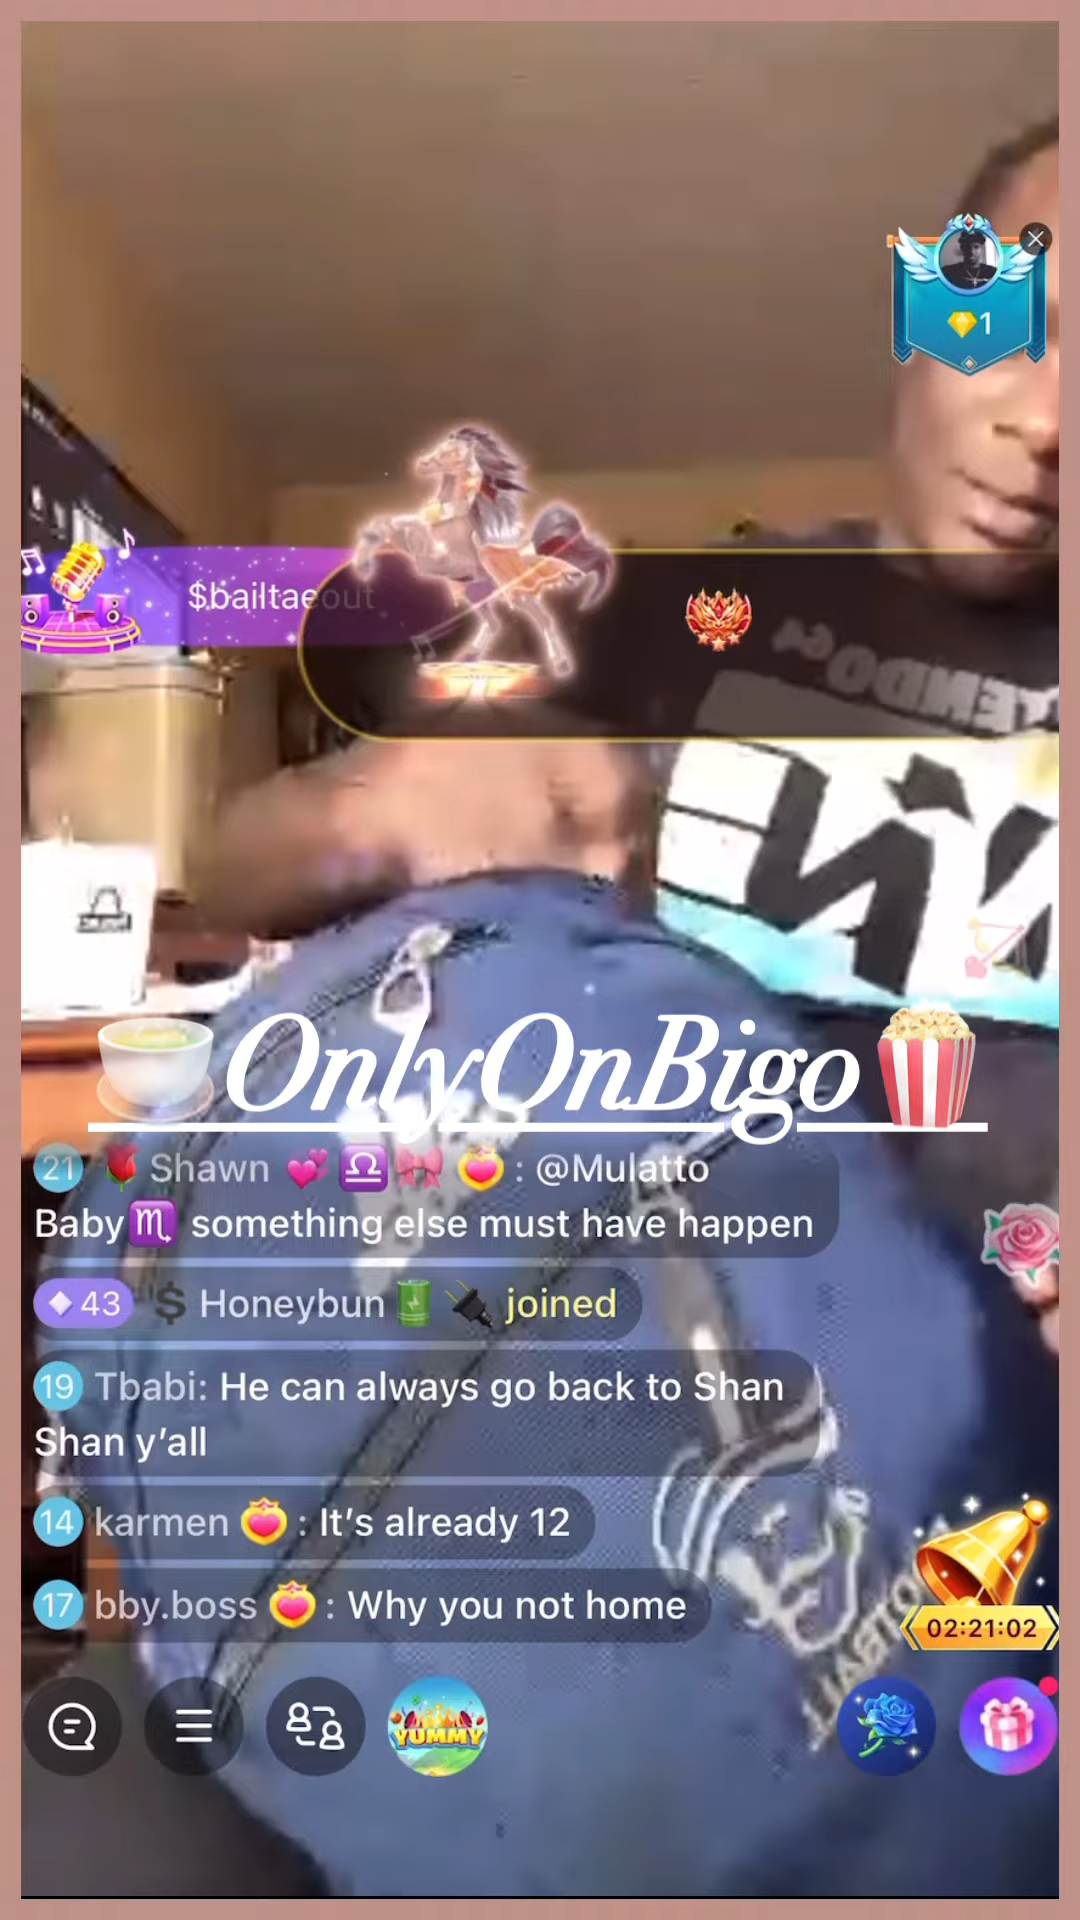 1
$bailtaeout
OnlyOnBigo
21 Shawn : @Mulatto
Baby something else must have happen
43 $ Honeybun joined
19 Tbabi: He can always go back to Shan
Shan y’all
14 karmen : It’s already 12
17 bby.boss : Why you not home
02:21:02
YUMMY